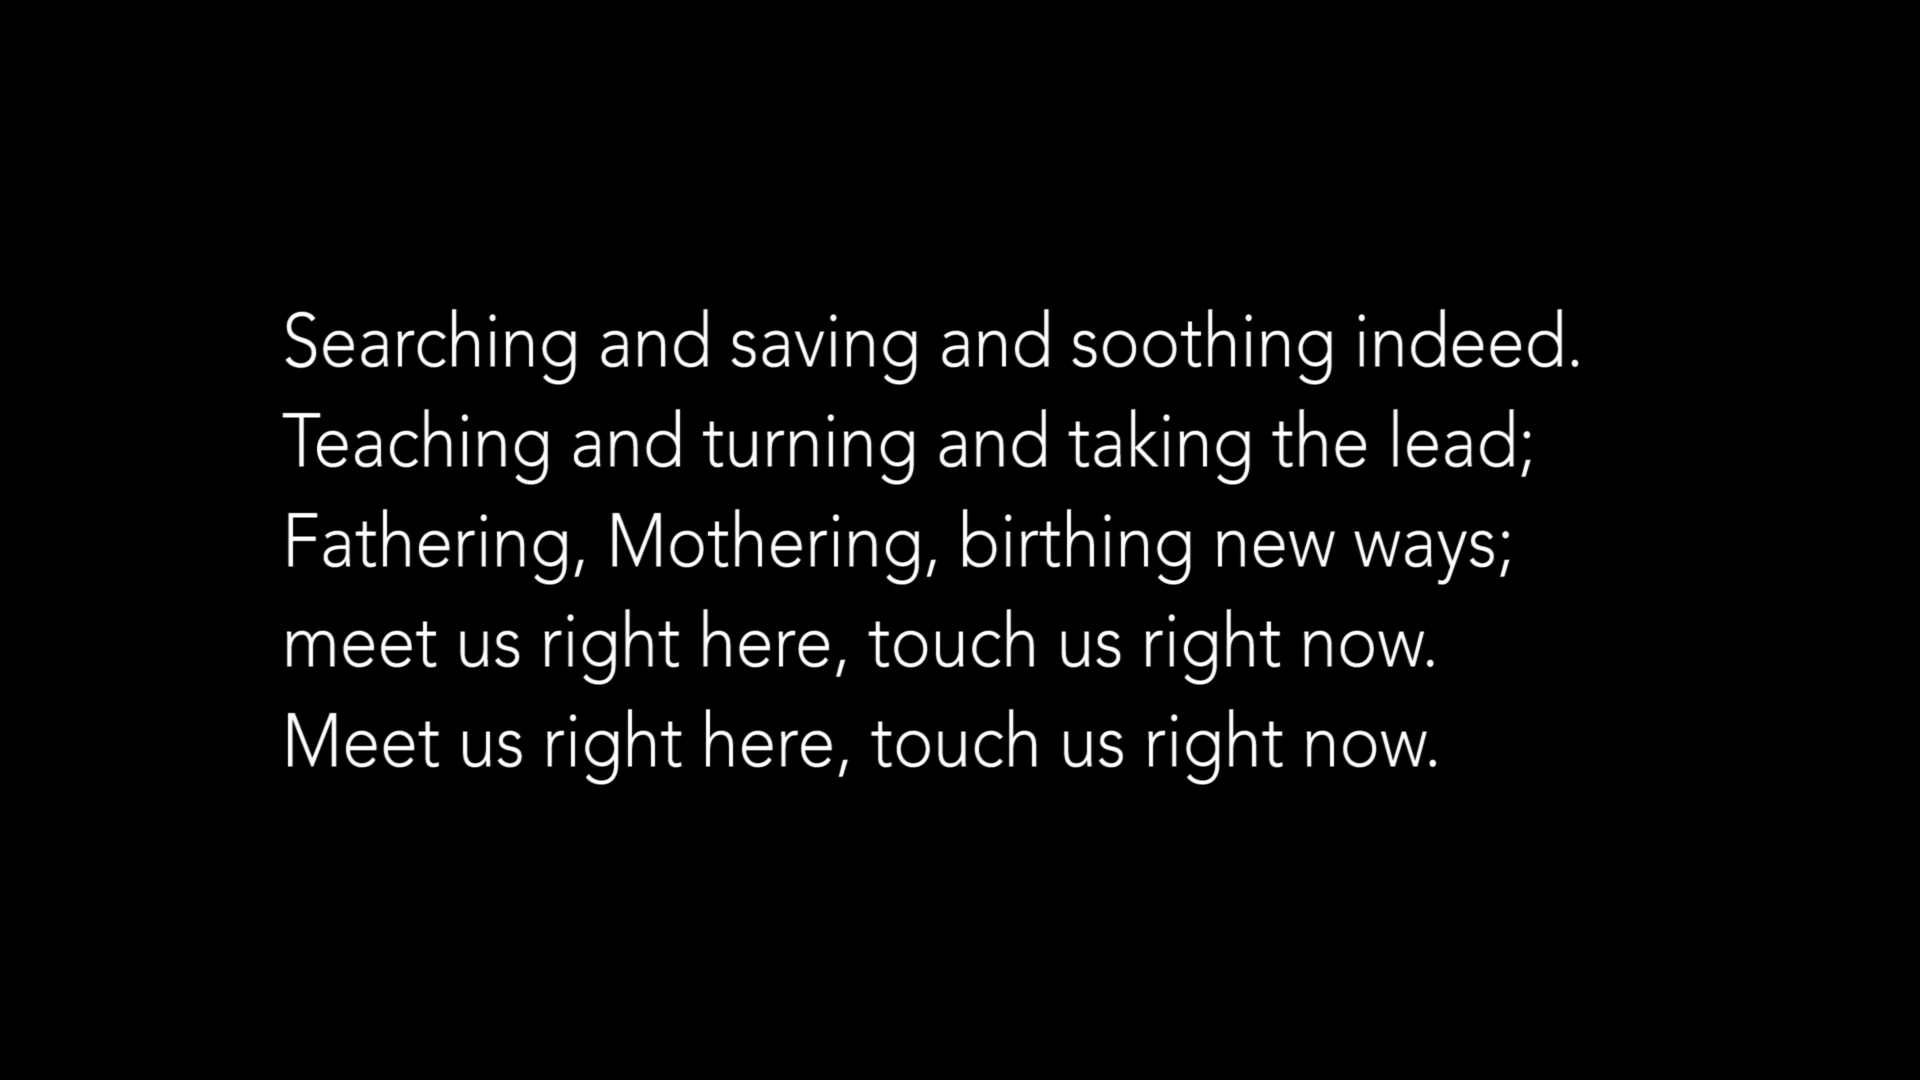 Searching and saving and soothing indeed.
Teaching and turning and taking the lead;
Fathering, Mothering, birthing new ways;
meet us right here, touch us right now.
Meet us right here, touch us right now.